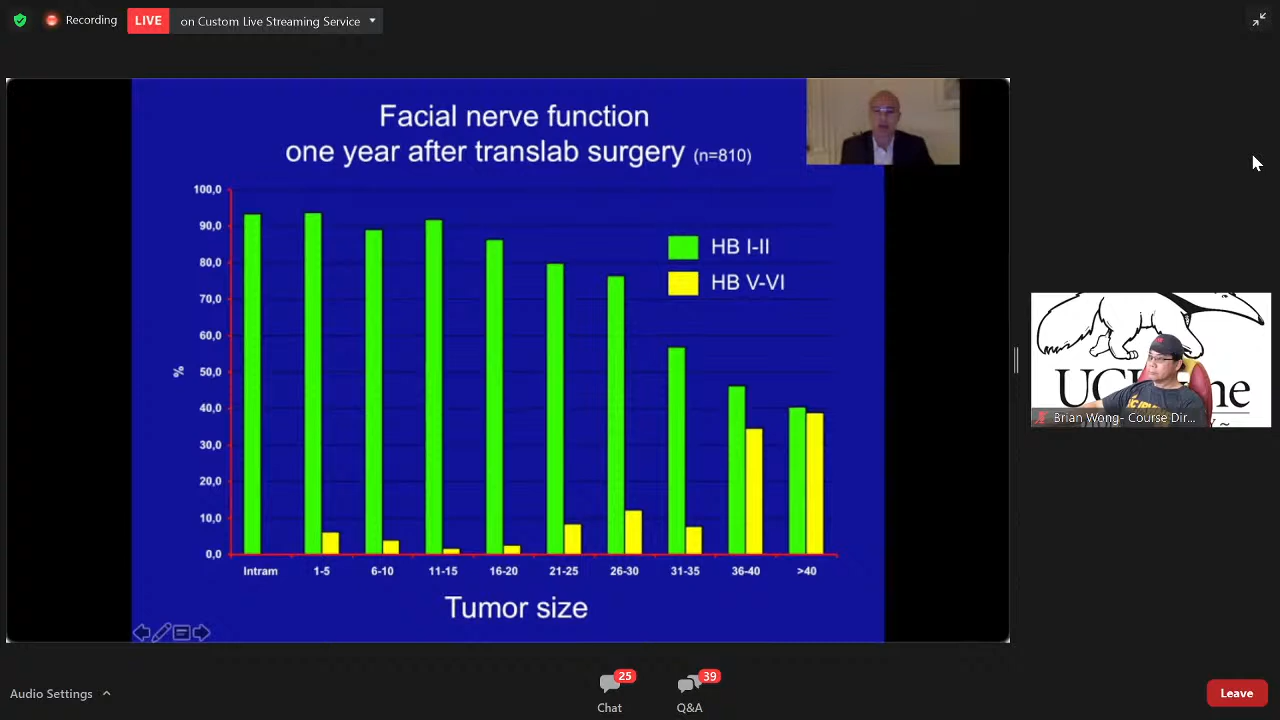 Recording
LIVE
on Custom Live Streaming Service
Facial nerve function
one year after translab surgery (n=810)
100,0
90,0
80,0
70,0
60,0
50,0
40,0
30,0
20,0
10,0
0,0
%
HB I-II
HB V-VI
Intram 1-5 6-10 11-15 16-20 21-25 26-30 31-35 36-40 >40
Tumor size
Brian Wong- Course Dir...
Audio Settings
25
Chat
39
Q&A
Leave